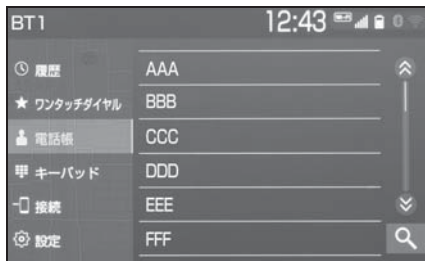 BT1 12:43
履歴
ワンタッチダイヤル
電話帳
キーパッド
接続
設定
AAA
BBB
CCC
DDD
EEE
FFF